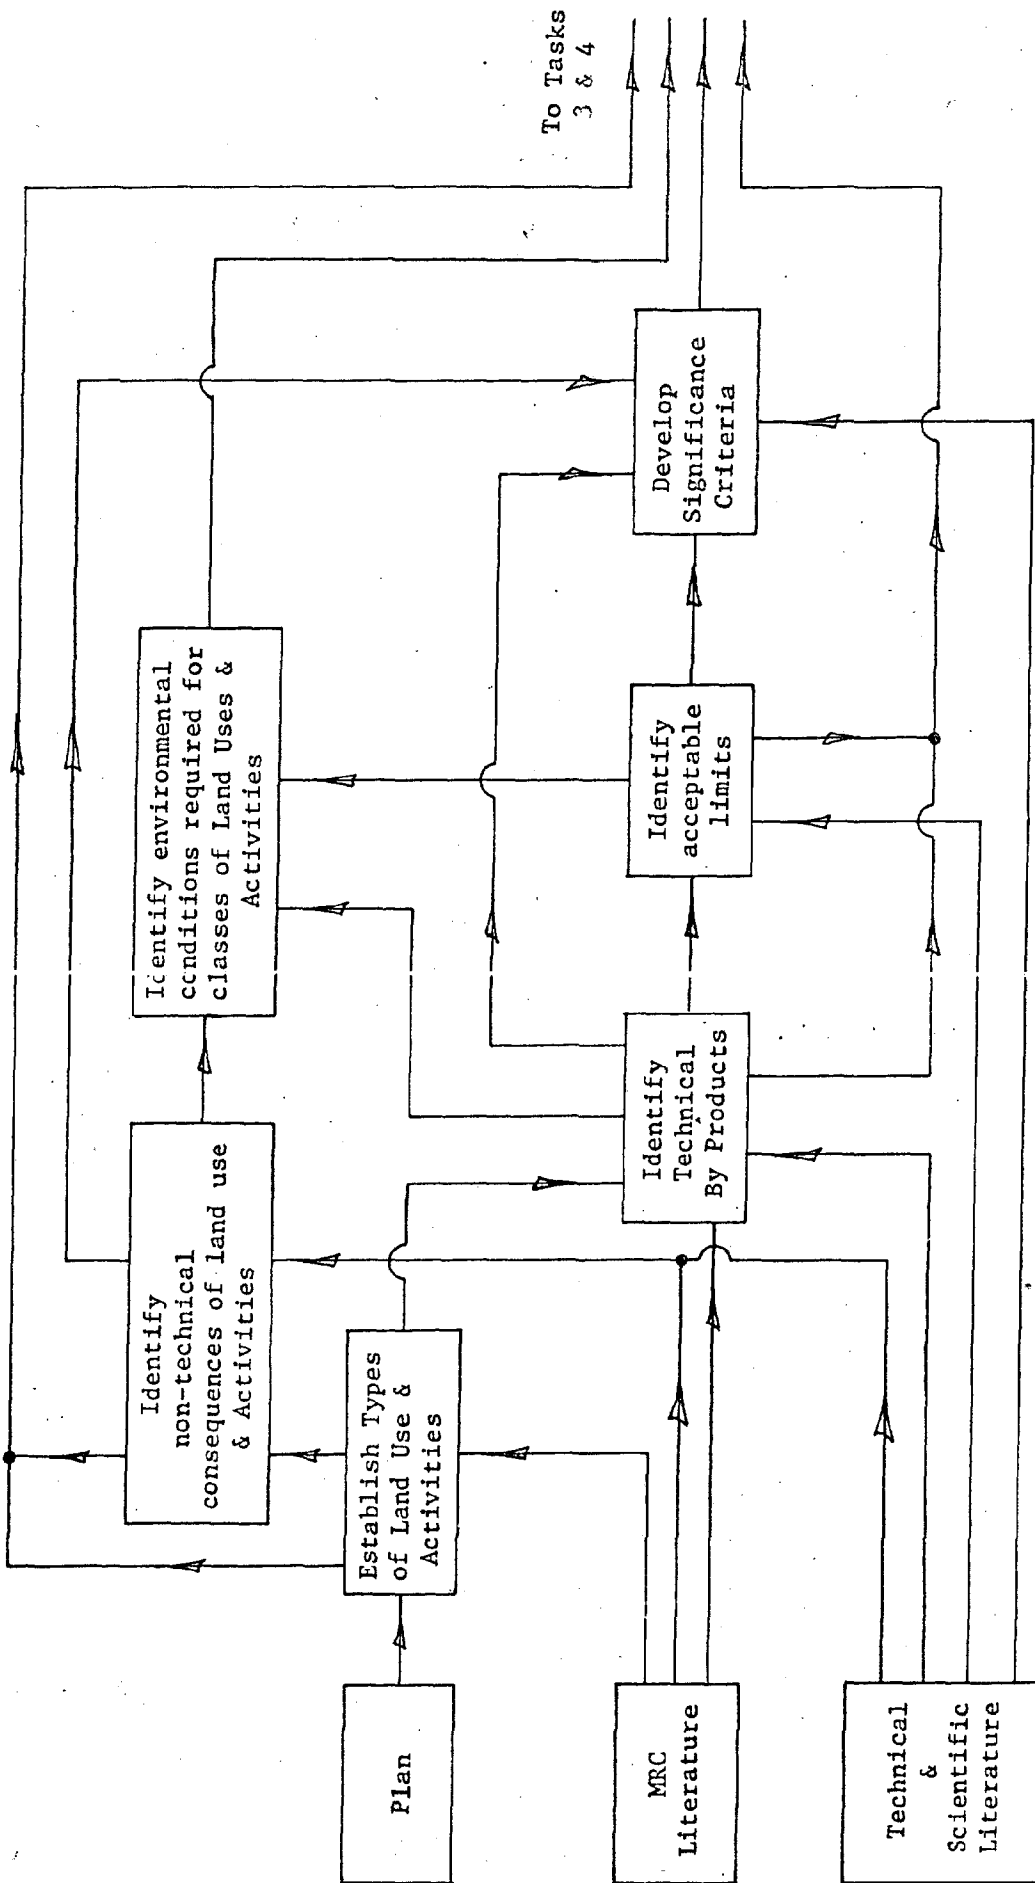 To Tasks
3 & 4
Identify environmental
conditions required for
classes of Land Uses &
Activities
Identify
non-technical
consequences of land use
& Activities
Develop
Significance
Criteria
Identify
acceptable
limits
Identify
Technical
By Products
Establish Types
of Land Use &
Activities
Plan
MRC
Literature
Technical
&
Scientific
Literature